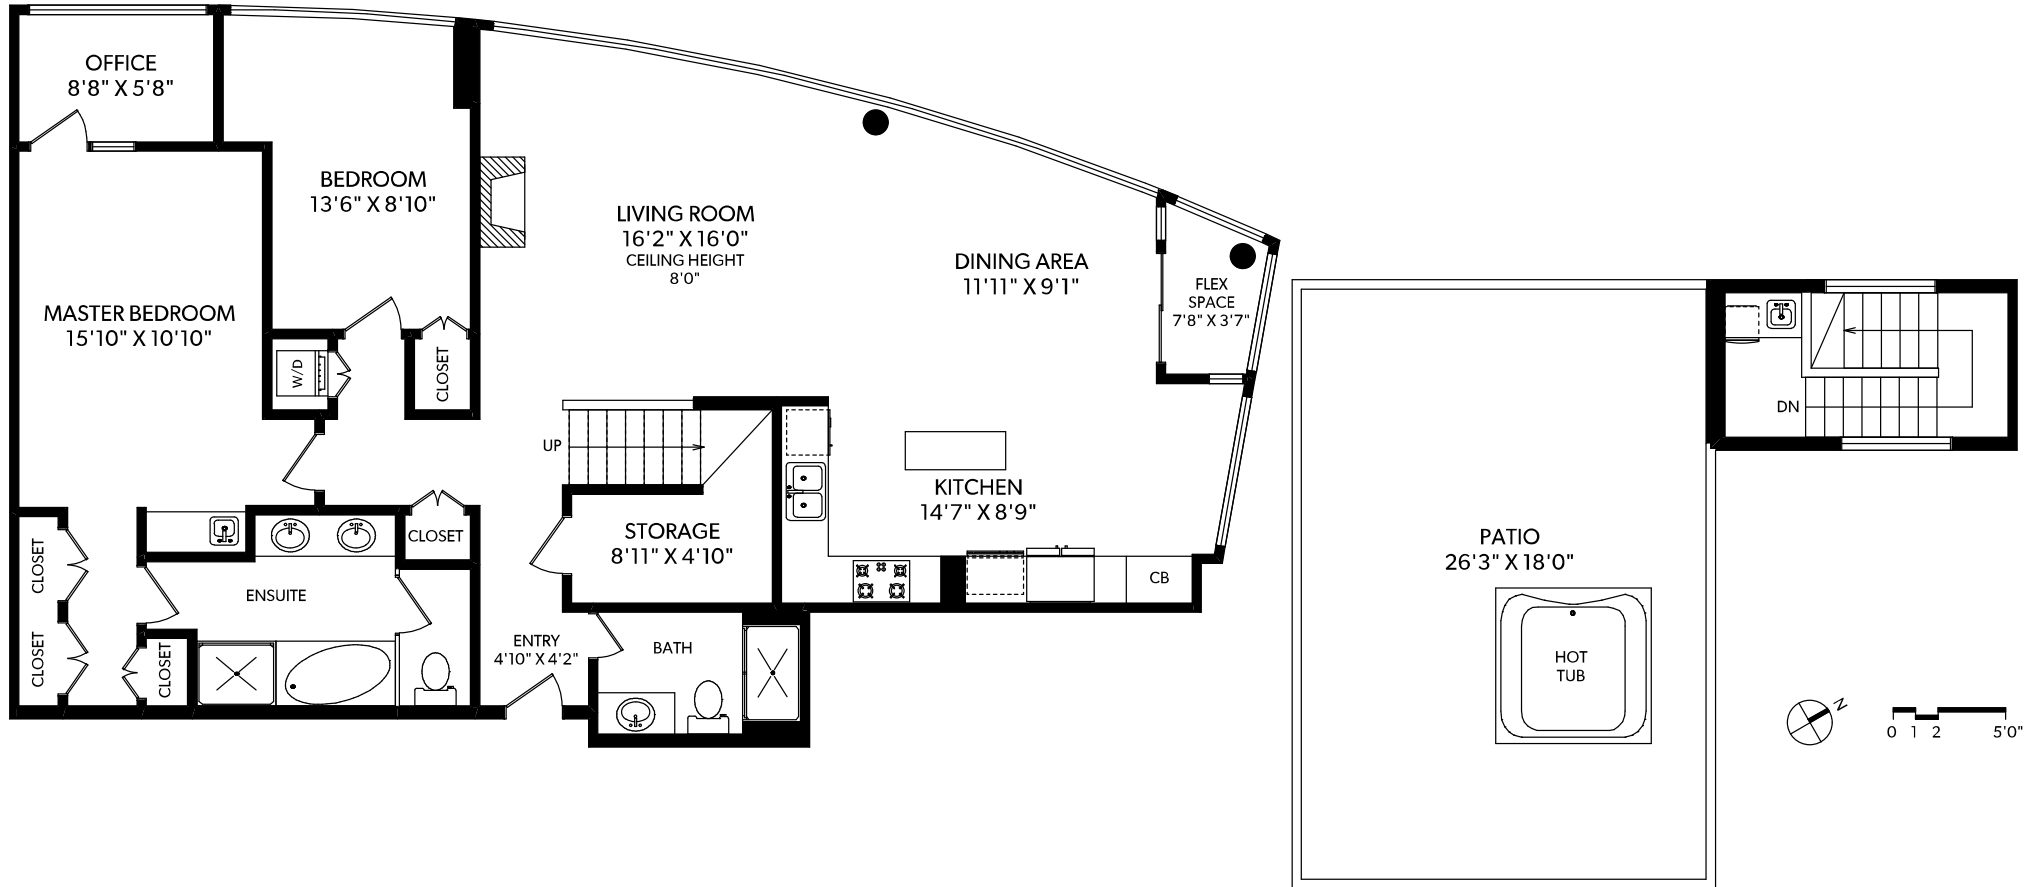 OFFICE
8'8" X 5'8"
BEDROOM
13'6" X 8'10"
LIVING ROOM
16'2" X 16'0"
CEILING HEIGHT
8'0"
DINING AREA
11'11" X 9'1"
FLEX
SPACE
7'8" X 3'7"
MASTER BEDROOM
15'10" X 10'10"
W/D
CLOSET
UP
DN
KITCHEN
14'7" X 8'9"
STORAGE
8'11" X 4'10"
CLOSET
CLOSET
ENSUITE
CB
PATIO
26'3" X 18'0"
CLOSET
CLOSET
ENTRY
4'10" X 4'2"
BATH
HOT
TUB
N
0 1 2 5'0"